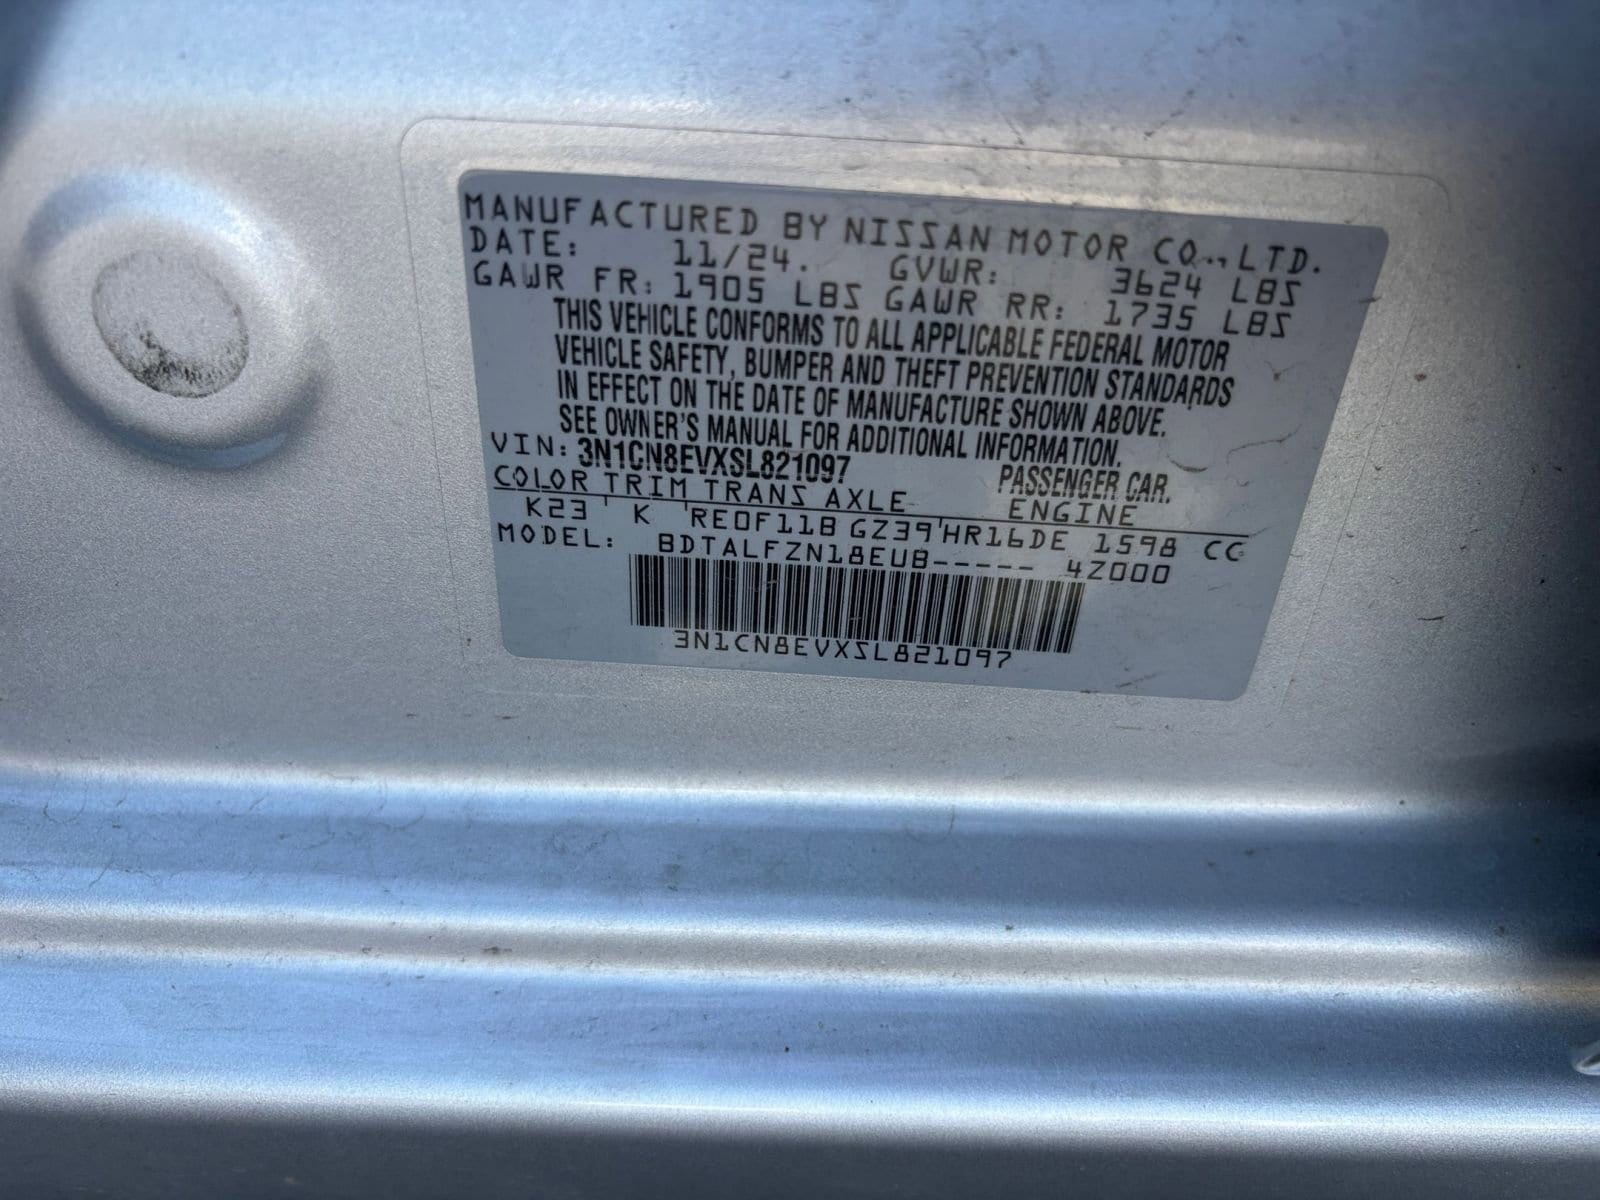 MANUFACTURED BY NISSAN MOTOR CO., LTD.
DATE: 11/24. GVWR: 3624 LBS
GAWR FR: 1905 LBS GAWR RR: 1735 LBS
THIS VEHICLE CONFORMS TO ALL APPLICABLE FEDERAL MOTOR
VEHICLE SAFETY, BUMPER AND THEFT PREVENTION STANDARDS
IN EFFECT ON THE DATE OF MANUFACTURE SHOWN ABOVE.
SEE OWNER'S MANUAL FOR ADDITIONAL INFORMATION.
VIN: 3N1CN8EVXSL821097 PASSENGER CAR.
COLOR TRIM TRANS AXLE ENGINE
K23 K RE0F11B GZ39 HR16DE 1598 CC
MODEL: BDTALFZN18EUB----- 4Z000
3N1CN8EVXSL821097